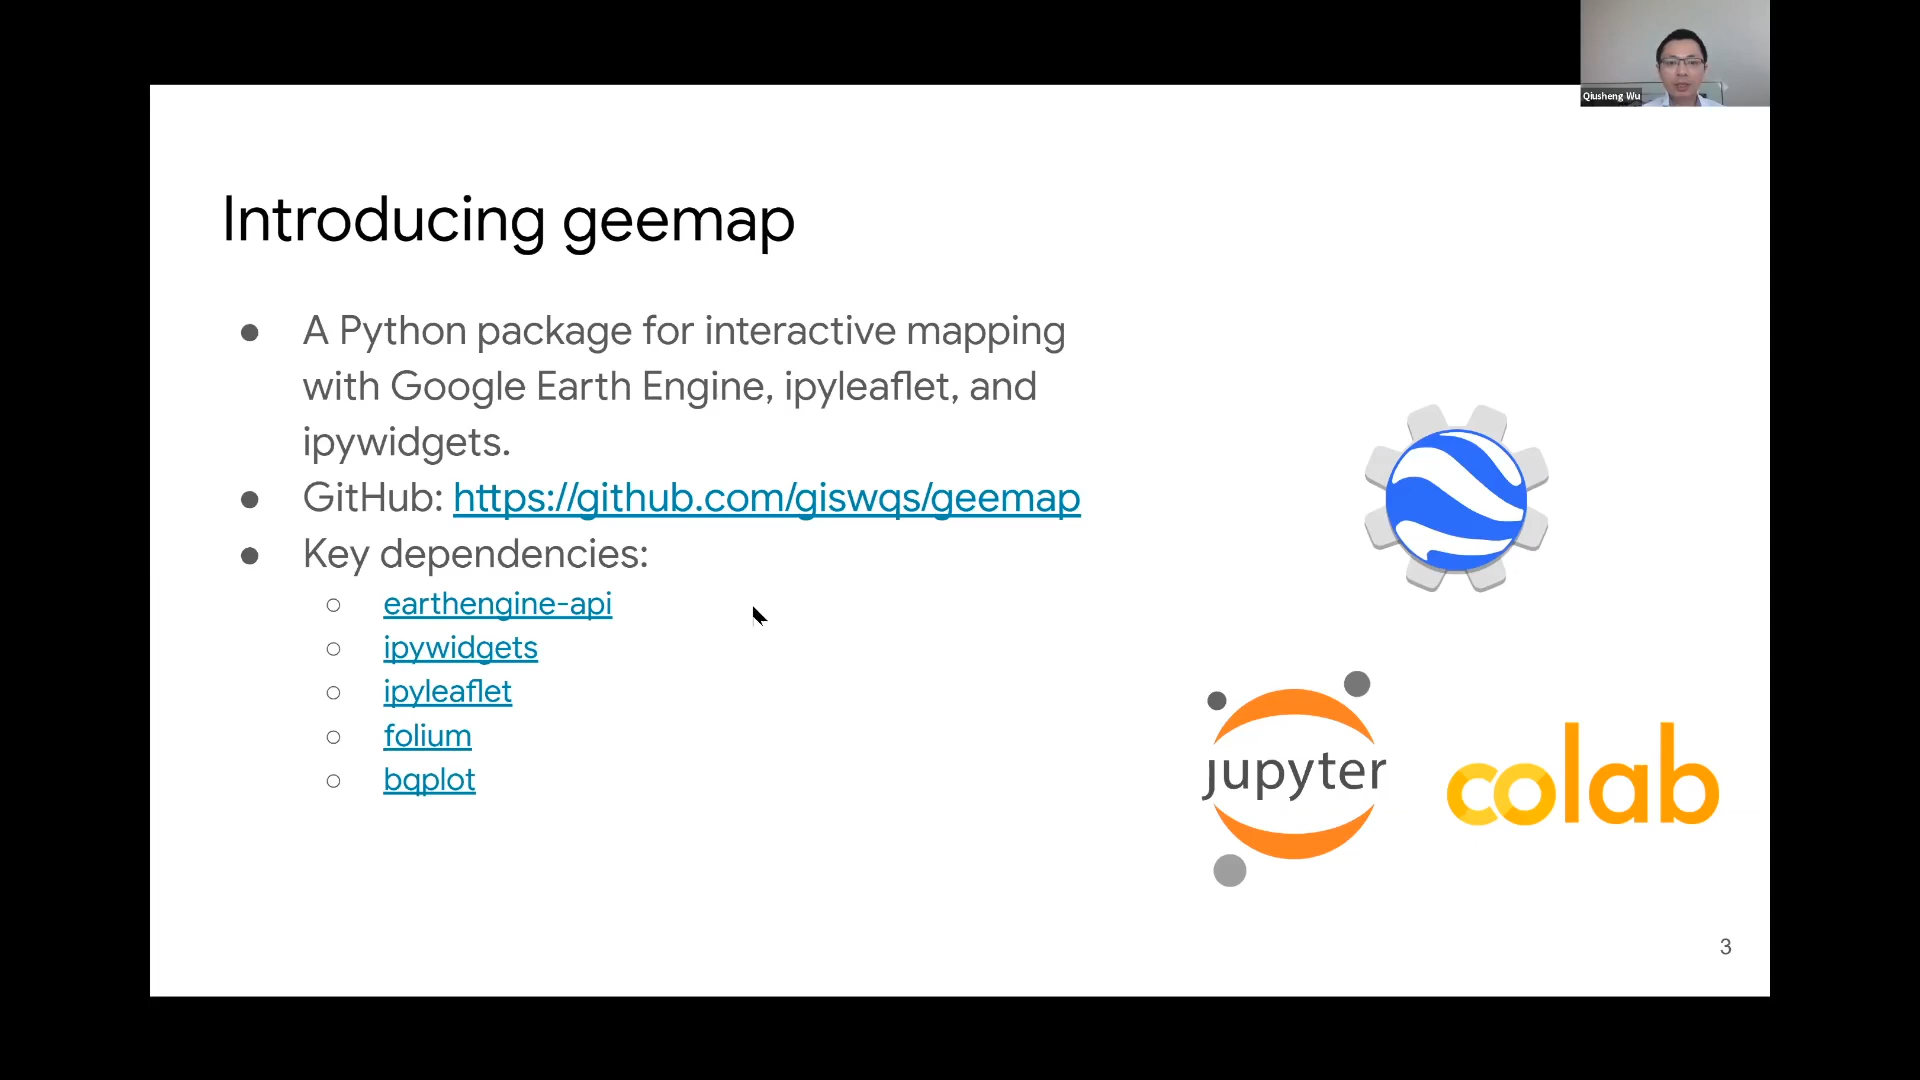 Qiusheng Wu
Introducing geemap
● A Python package for interactive mapping
with Google Earth Engine, ipyleaflet, and
ipywidgets.
● GitHub: https://github.com/giswqs/geemap
● Key dependencies:
○ earthengine-api
○ ipywidgets
○ ipyleaflet
○ folium
○ bqplot
jupyter
colab
3